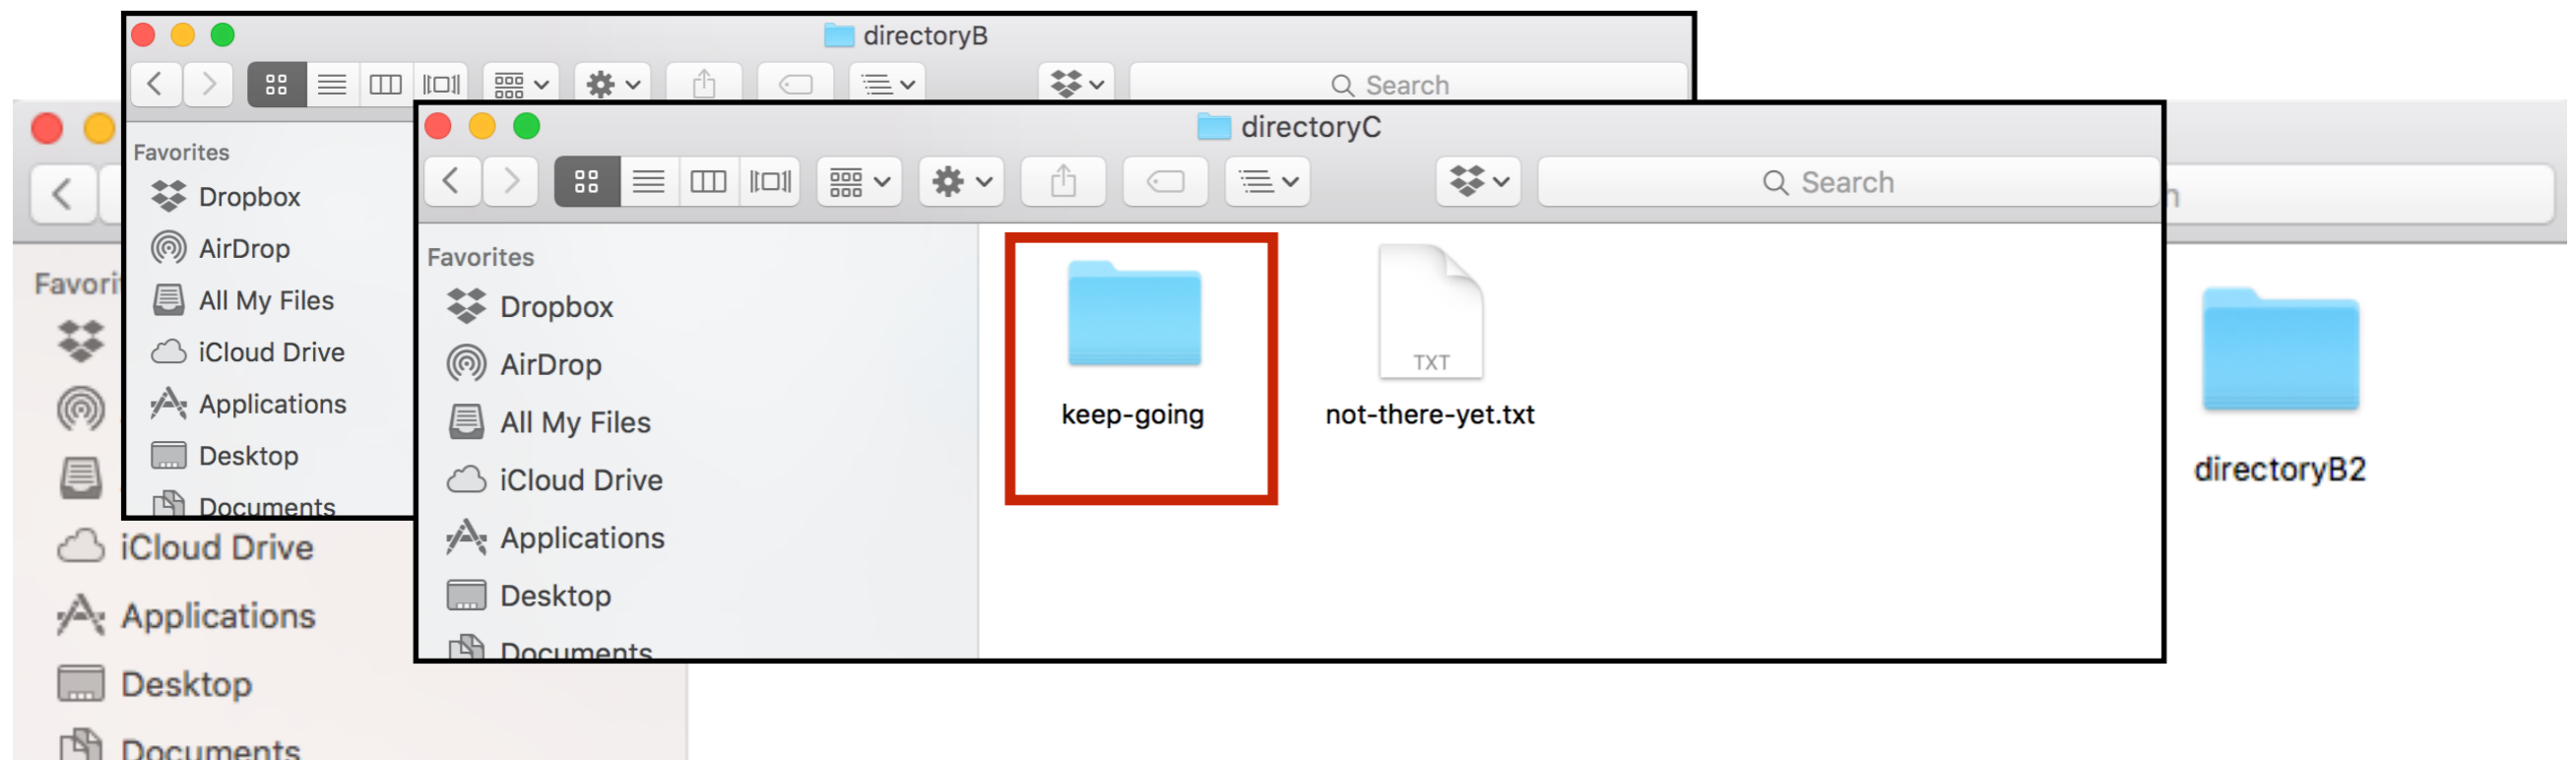 directoryB
Search
Favorites
Dropbox
AirDrop
All My Files
iCloud Drive
Applications
Desktop
Documents
directoryC
Search
Favorites
Dropbox
AirDrop
All My Files
iCloud Drive
Applications
Desktop
Documents
keep-going
TXT
not-there-yet.txt
h
Favori
iCloud Drive
Applications
Desktop
Documents
directoryB2